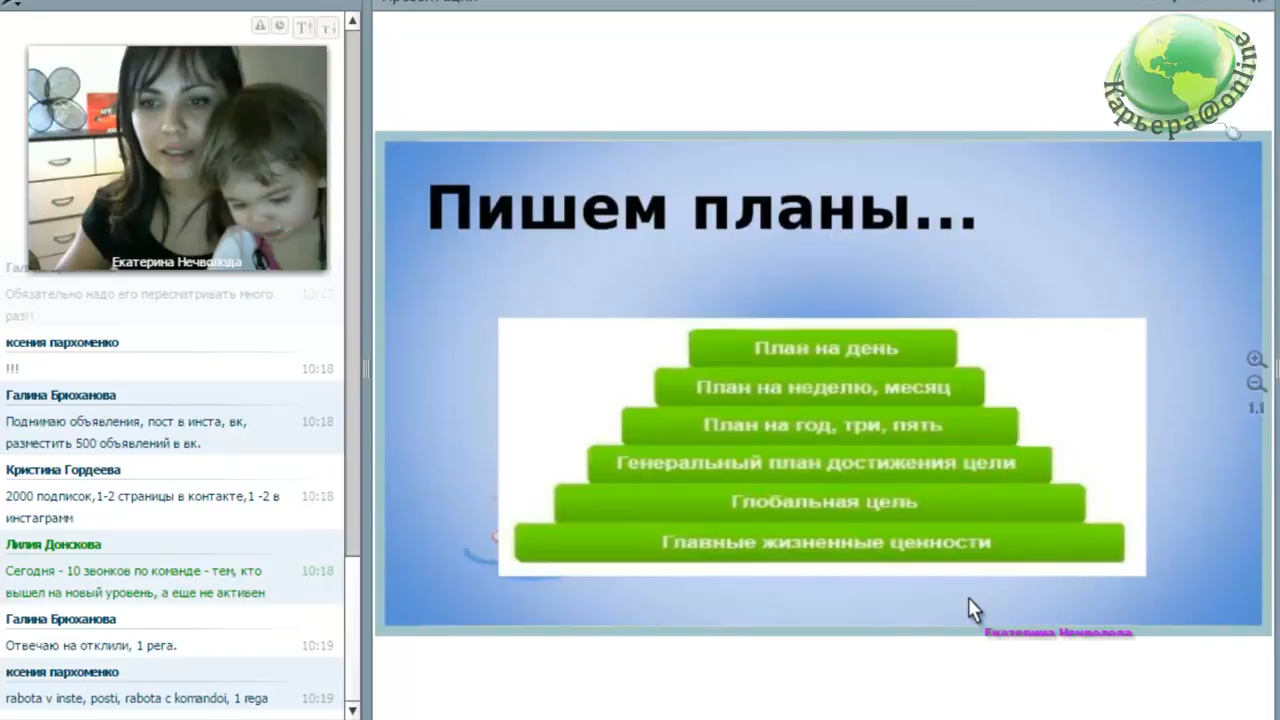 Презентация
Карьера@online
Екатерина Нечволода
Обязательно надо его пересматривать много
раз!!
10:17
ксения пархоменко
!!!
10:18
Галина Брюханова
Поднимаю объявления, пост в инста, вк,
разместить 500 объявлений в вк.
10:18
Кристина Гордеева
2000 подписок,1-2 страницы в контакте,1 -2 в
инстаграмм
10:18
Лилия Донскова
Сегодня - 10 звонков по команде - тем, кто
вышел на новый уровень, а еще не активен
10:18
Галина Брюханова
Отвечаю на отклили, 1 рега.
10:19
ксения пархоменко
rabota v inste, posti, rabota c komandoi, 1 rega
10:19
Пишем планы...
План на день
План на неделю, месяц
План на год, три, пять
Генеральный план достижения цели
Глобальная цель
Главные жизненные ценности
Екатерина Нечволода
1:1